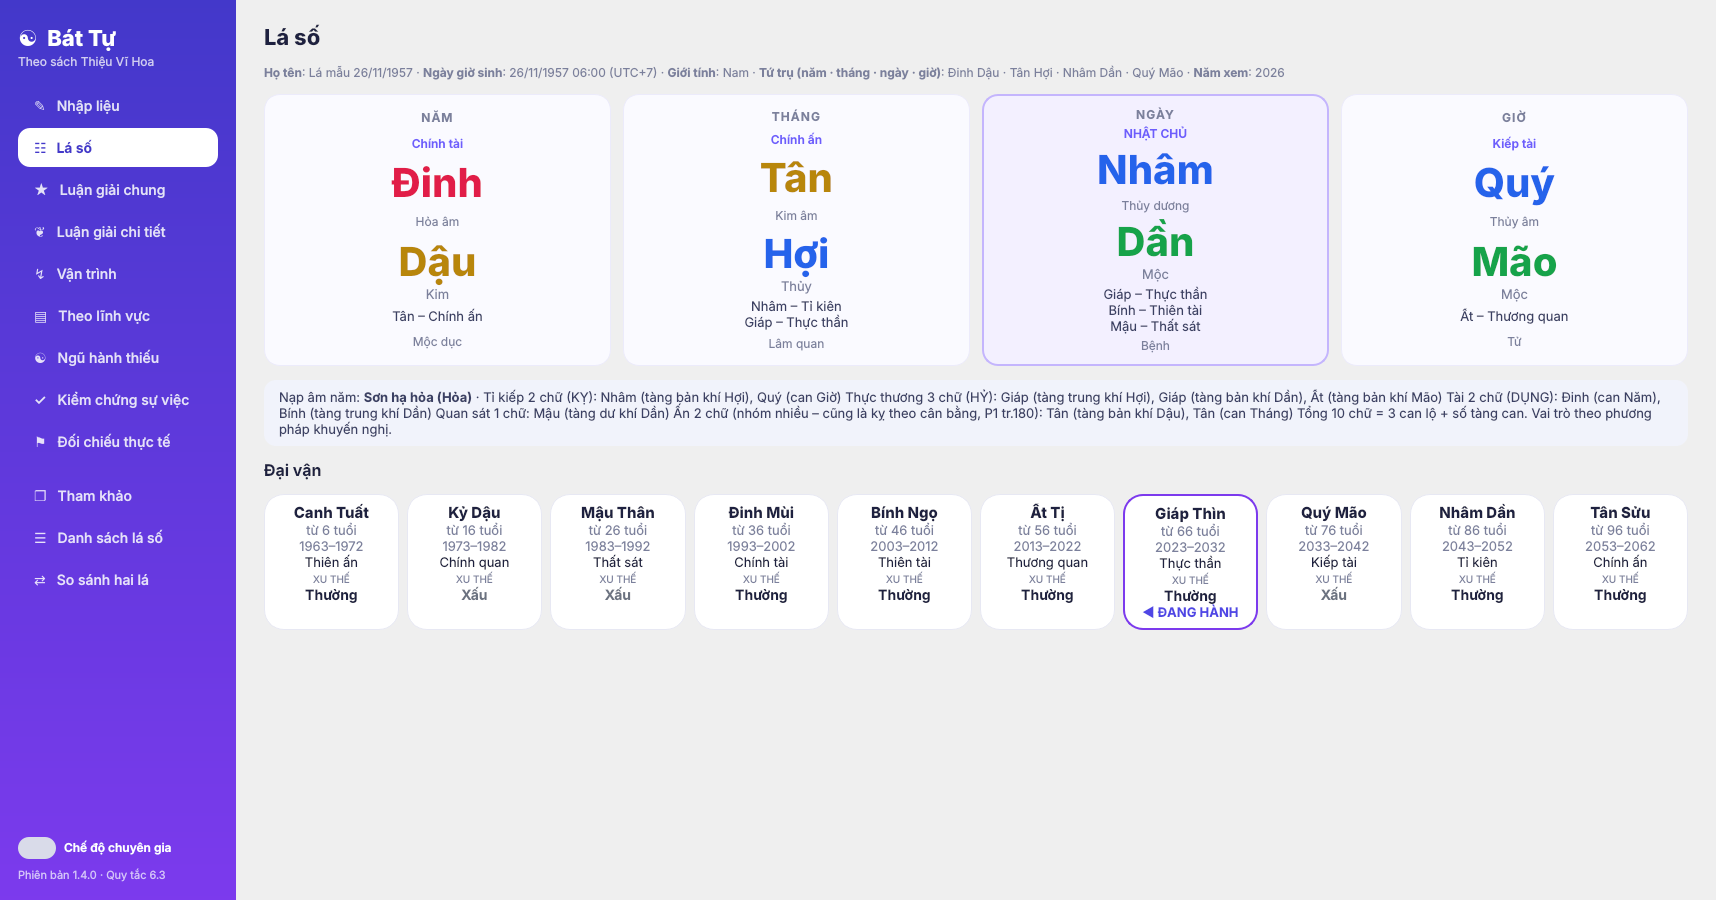 ☯ Bát Tự
Theo sách Thiệu Vĩ Hoa
✎ Nhập liệu
☷ Lá số
★ Luận giải chung
❦ Luận giải chi tiết
↯ Vận trình
▤ Theo lĩnh vực
☯ Ngũ hành thiếu
✓ Kiểm chứng sự việc
⚑ Đối chiếu thực tế
❐ Tham khảo
☰ Danh sách lá số
⇄ So sánh hai lá
Chế độ chuyên gia
Phiên bản 1.4.0 · Quy tắc 6.3
Lá số
Họ tên: Lá mẫu 26/11/1957 · Ngày giờ sinh: 26/11/1957 06:00 (UTC+7) · Giới tính: Nam · Tứ trụ (năm · tháng · ngày · giờ): Đinh Dậu · Tân Hợi · Nhâm Dần · Quý Mão · Năm xem: 2026
NĂM
Chính tài
Đinh
Hỏa âm
Dậu
Kim
Tân – Chính ấn
Mộc dục
THÁNG
Chính ấn
Tân
Kim âm
Hợi
Thủy
Nhâm – Tỉ kiên
Giáp – Thực thần
Lâm quan
NGÀY
NHẬT CHỦ
Nhâm
Thủy dương
Dần
Mộc
Giáp – Thực thần
Bính – Thiên tài
Mậu – Thất sát
Bệnh
GIỜ
Kiếp tài
Quý
Thủy âm
Mão
Mộc
Ất – Thương quan
Tử
Nạp âm năm: Sơn hạ hỏa (Hỏa) · Tỉ kiếp 2 chữ (KỴ): Nhâm (tàng bản khí Hợi), Quý (can Giờ) Thực thương 3 chữ (HỶ): Giáp (tàng trung khí Hợi), Giáp (tàng bản khí Dần), Ất (tàng bản khí Mão) Tài 2 chữ (DỤNG): Đinh (can Năm),
Bính (tàng trung khí Dần) Quan sát 1 chữ: Mậu (tàng dư khí Dần) Ấn 2 chữ (nhóm nhiều – cũng là kỵ theo cân bằng, P1 tr.180): Tân (tàng bản khí Dậu), Tân (can Tháng) Tổng 10 chữ = 3 can lộ + số tàng can. Vai trò theo phương
pháp khuyến nghị.
Đại vận
Canh Tuất
từ 6 tuổi
1963–1972
Thiên ấn
XU THẾ
Thường
Kỷ Dậu
từ 16 tuổi
1973–1982
Chính quan
XU THẾ
Xấu
Mậu Thân
từ 26 tuổi
1983–1992
Thất sát
XU THẾ
Xấu
Đinh Mùi
từ 36 tuổi
1993–2002
Chính tài
XU THẾ
Thường
Bính Ngọ
từ 46 tuổi
2003–2012
Thiên tài
XU THẾ
Thường
Ất Tị
từ 56 tuổi
2013–2022
Thương quan
XU THẾ
Thường
Giáp Thìn
từ 66 tuổi
2023–2032
Thực thần
XU THẾ
Thường
◀ ĐANG HÀNH
Quý Mão
từ 76 tuổi
2033–2042
Kiếp tài
XU THẾ
Xấu
Nhâm Dần
từ 86 tuổi
2043–2052
Tỉ kiên
XU THẾ
Thường
Tân Sửu
từ 96 tuổi
2053–2062
Chính ấn
XU THẾ
Thường